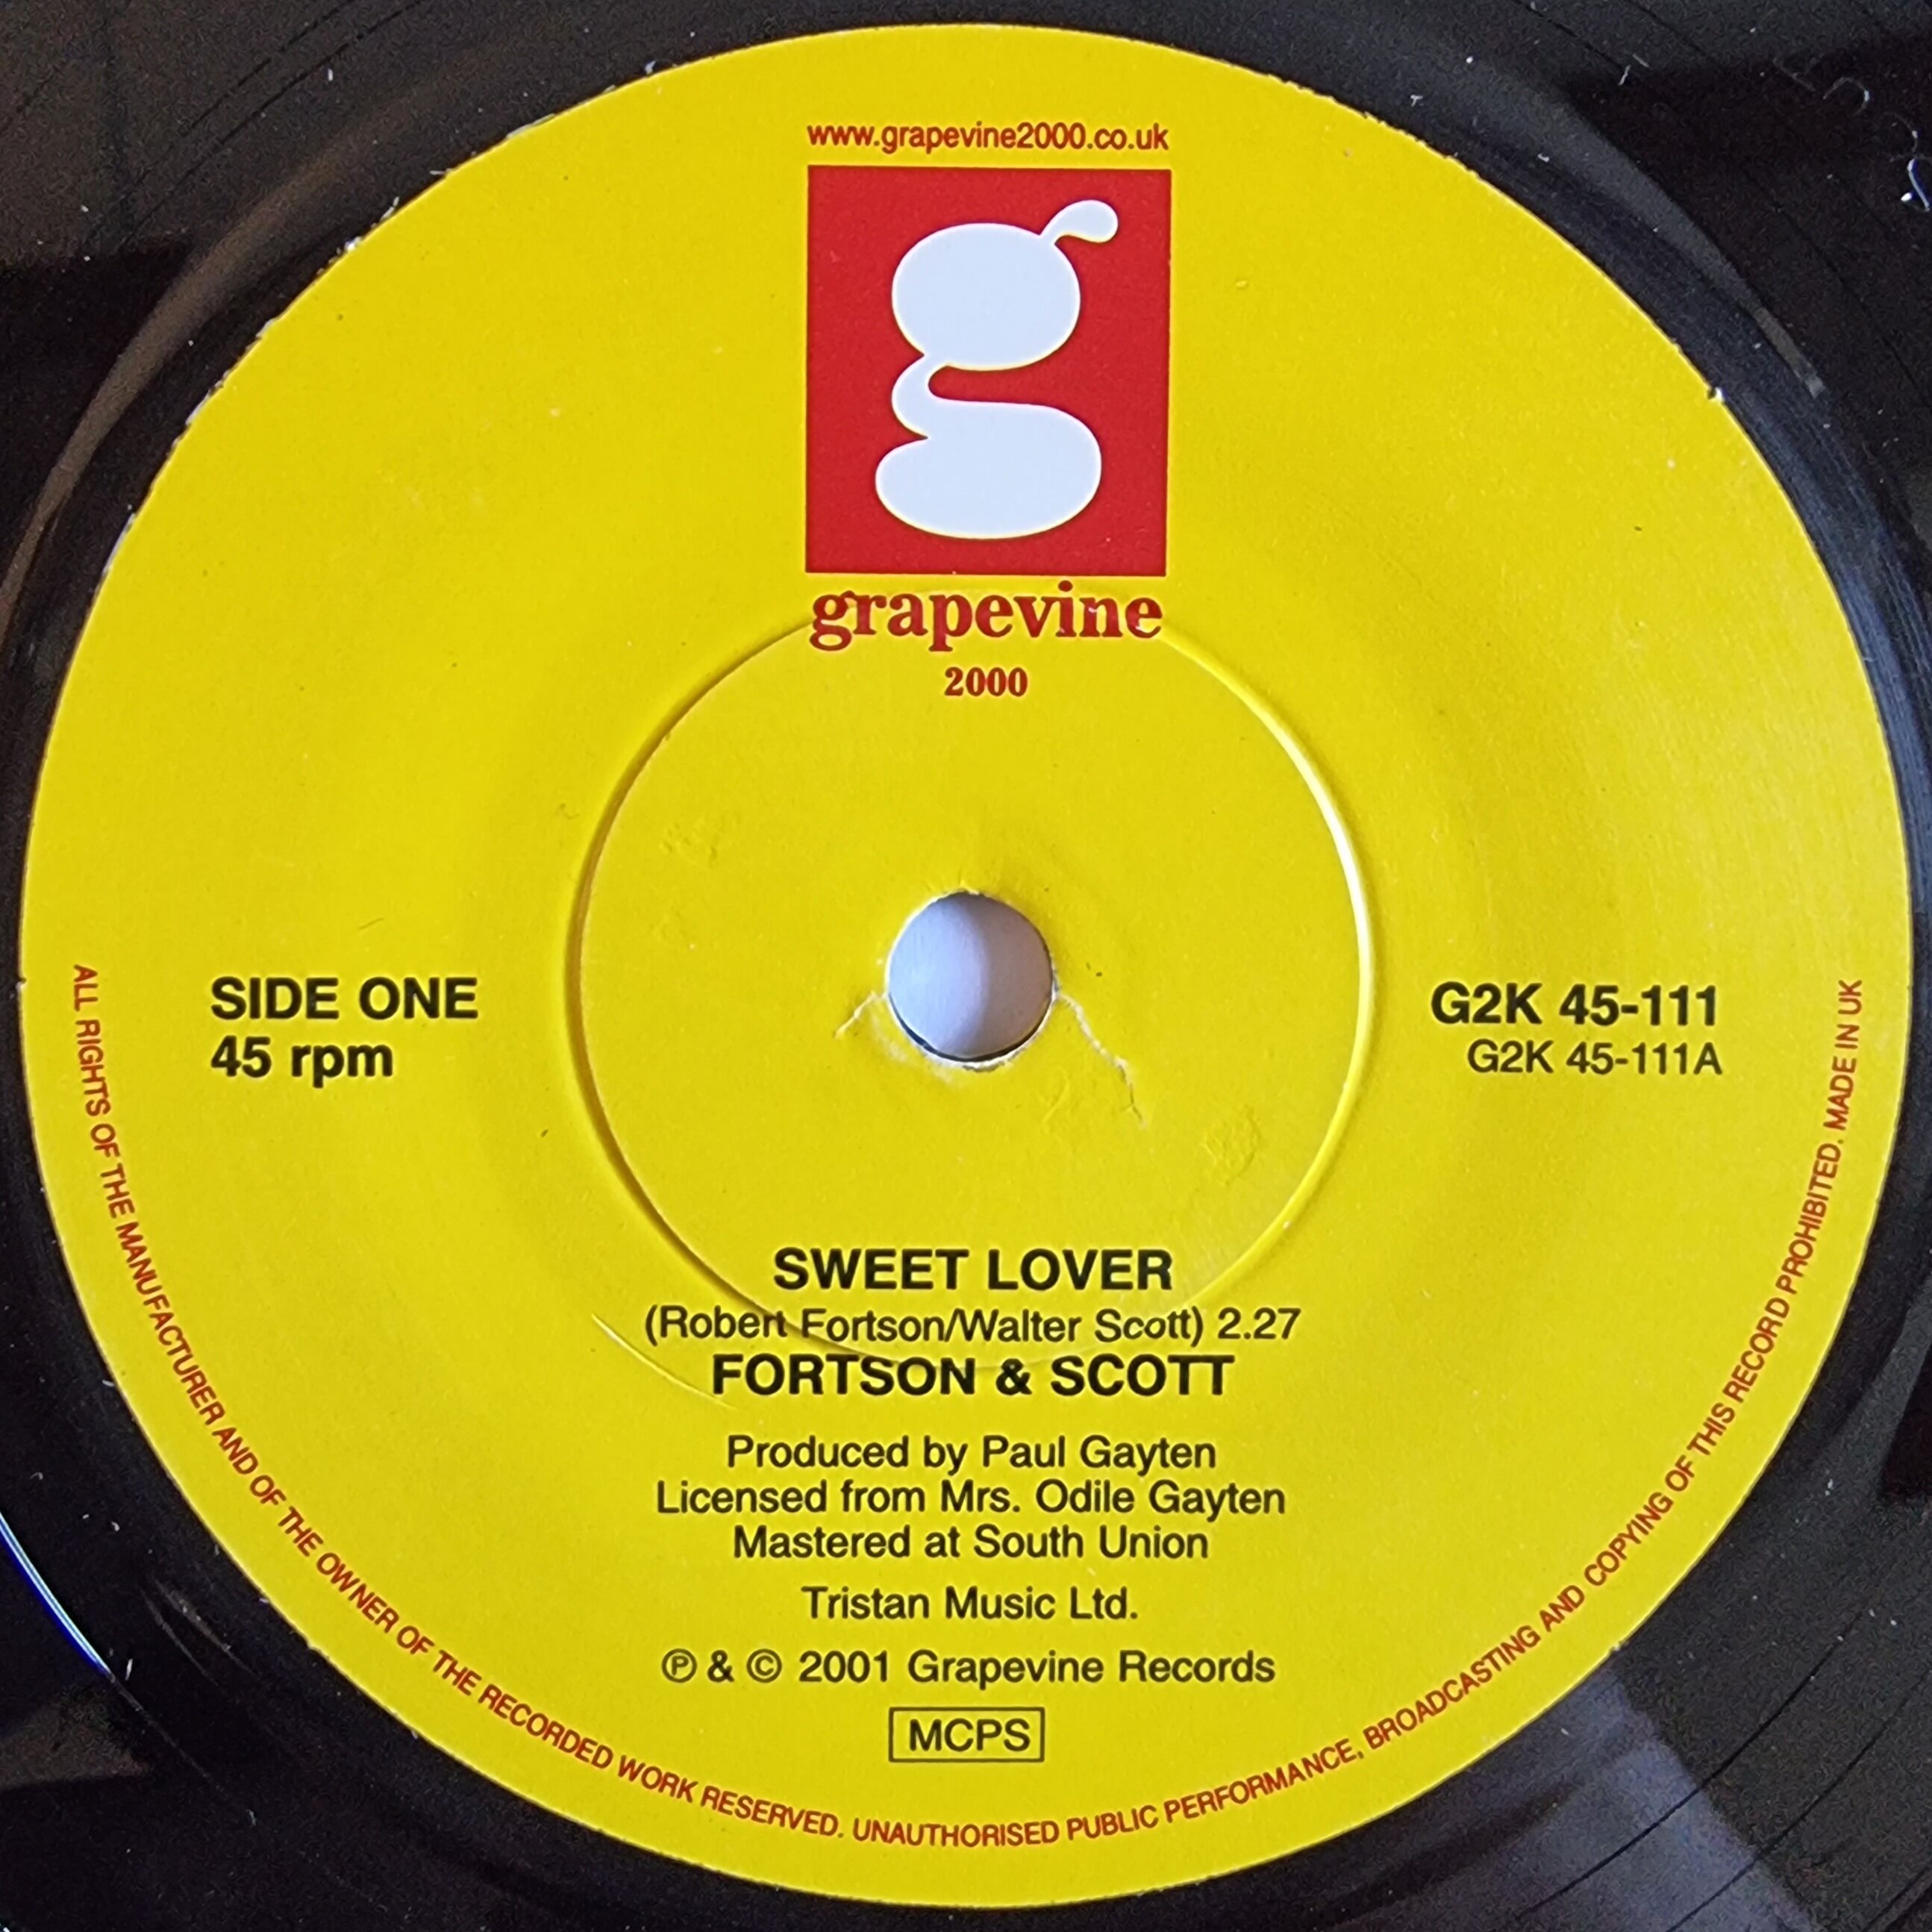 www.grapevine2000.co.uk
g
grapevine
2000
SIDE ONE
45 rpm
G2K 45-111
G2K 45-111A
SWEET LOVER
(Robert Fortson/Walter Scott) 2.27
FORTSON & SCOTT
Produced by Paul Gayten
Licensed from Mrs. Odile Gayten
Mastered at South Union
Tristan Music Ltd.
℗ & © 2001 Grapevine Records
MCPS
ALL RIGHTS OF THE MANUFACTURER AND OF THE OWNER OF THE RECORDED WORK RESERVED. UNAUTHORISED PUBLIC PERFORMANCE, BROADCASTING AND COPYING OF THIS RECORD PROHIBITED. MADE IN UK